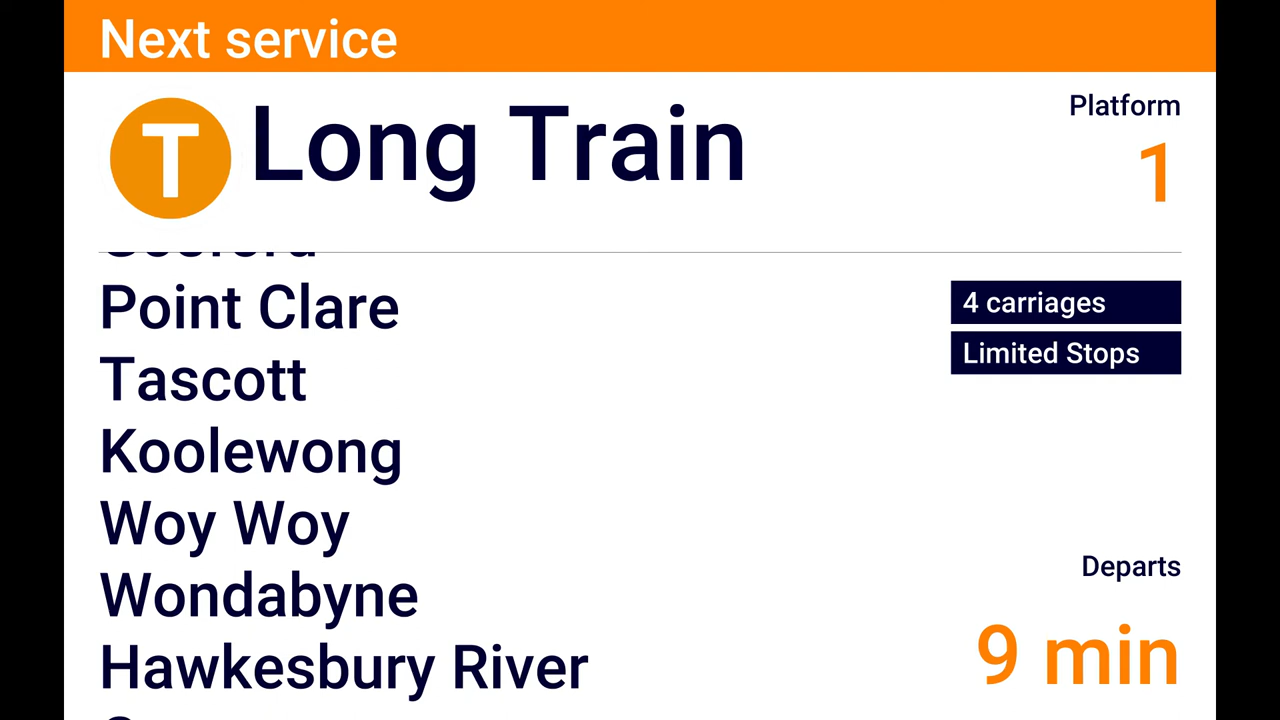 Next service
T Long Train
Platform
1
Point Clare
4 carriages
Tascott
Limited Stops
Koolewong
Woy Woy
Wondabyne
Departs
Hawkesbury River
9 min